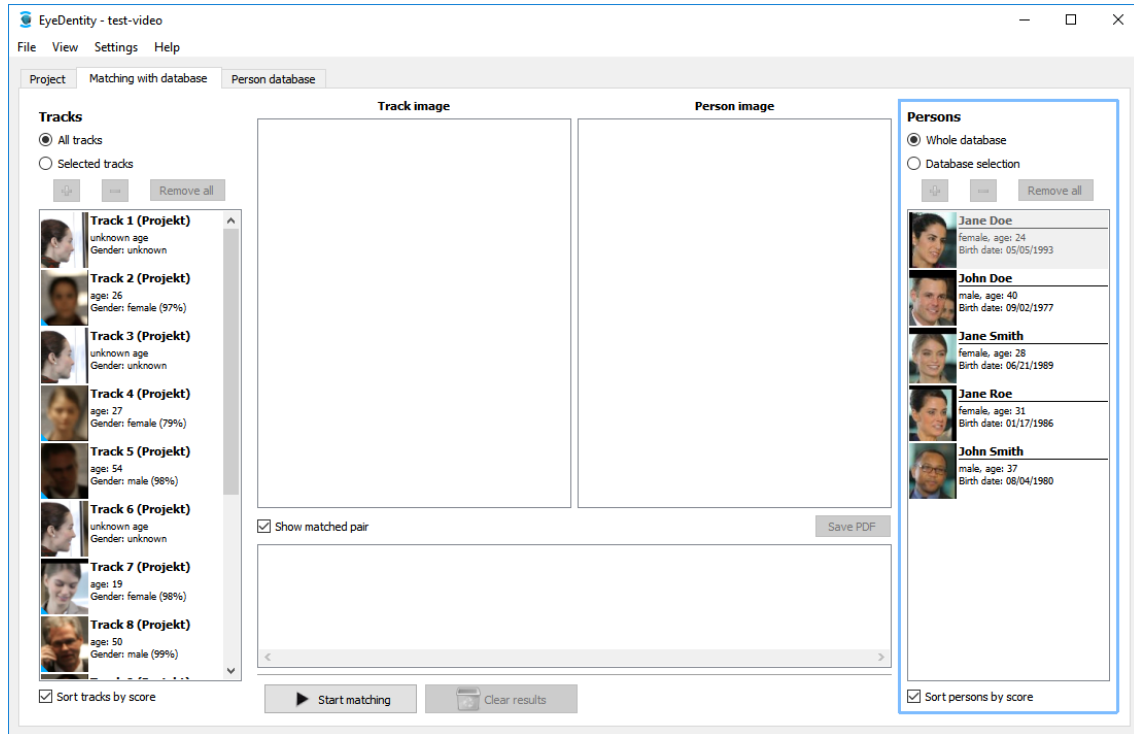 EyeDentity - test-video
File View Settings Help
Project Matching with database Person database
Tracks
All tracks
Selected tracks
Remove all
Track 1 (Projekt)
unknown age
Gender: unknown
Track 2 (Projekt)
age: 26
Gender: female (97%)
Track 3 (Projekt)
unknown age
Gender: unknown
Track 4 (Projekt)
age: 27
Gender: female (79%)
Track 5 (Projekt)
age: 54
Gender: male (98%)
Track 6 (Projekt)
unknown age
Gender: unknown
Track 7 (Projekt)
age: 19
Gender: female (98%)
Track 8 (Projekt)
age: 50
Gender: male (99%)
Sort tracks by score
Track image
Person image
Show matched pair
Save PDF
Start matching
Clear results
Persons
Whole database
Database selection
Remove all
Jane Doe
female, age: 24
Birth date: 05/05/1993
John Doe
male, age: 40
Birth date: 09/02/1977
Jane Smith
female, age: 28
Birth date: 06/21/1989
Jane Roe
female, age: 31
Birth date: 01/17/1986
John Smith
male, age: 37
Birth date: 08/04/1980
Sort persons by score